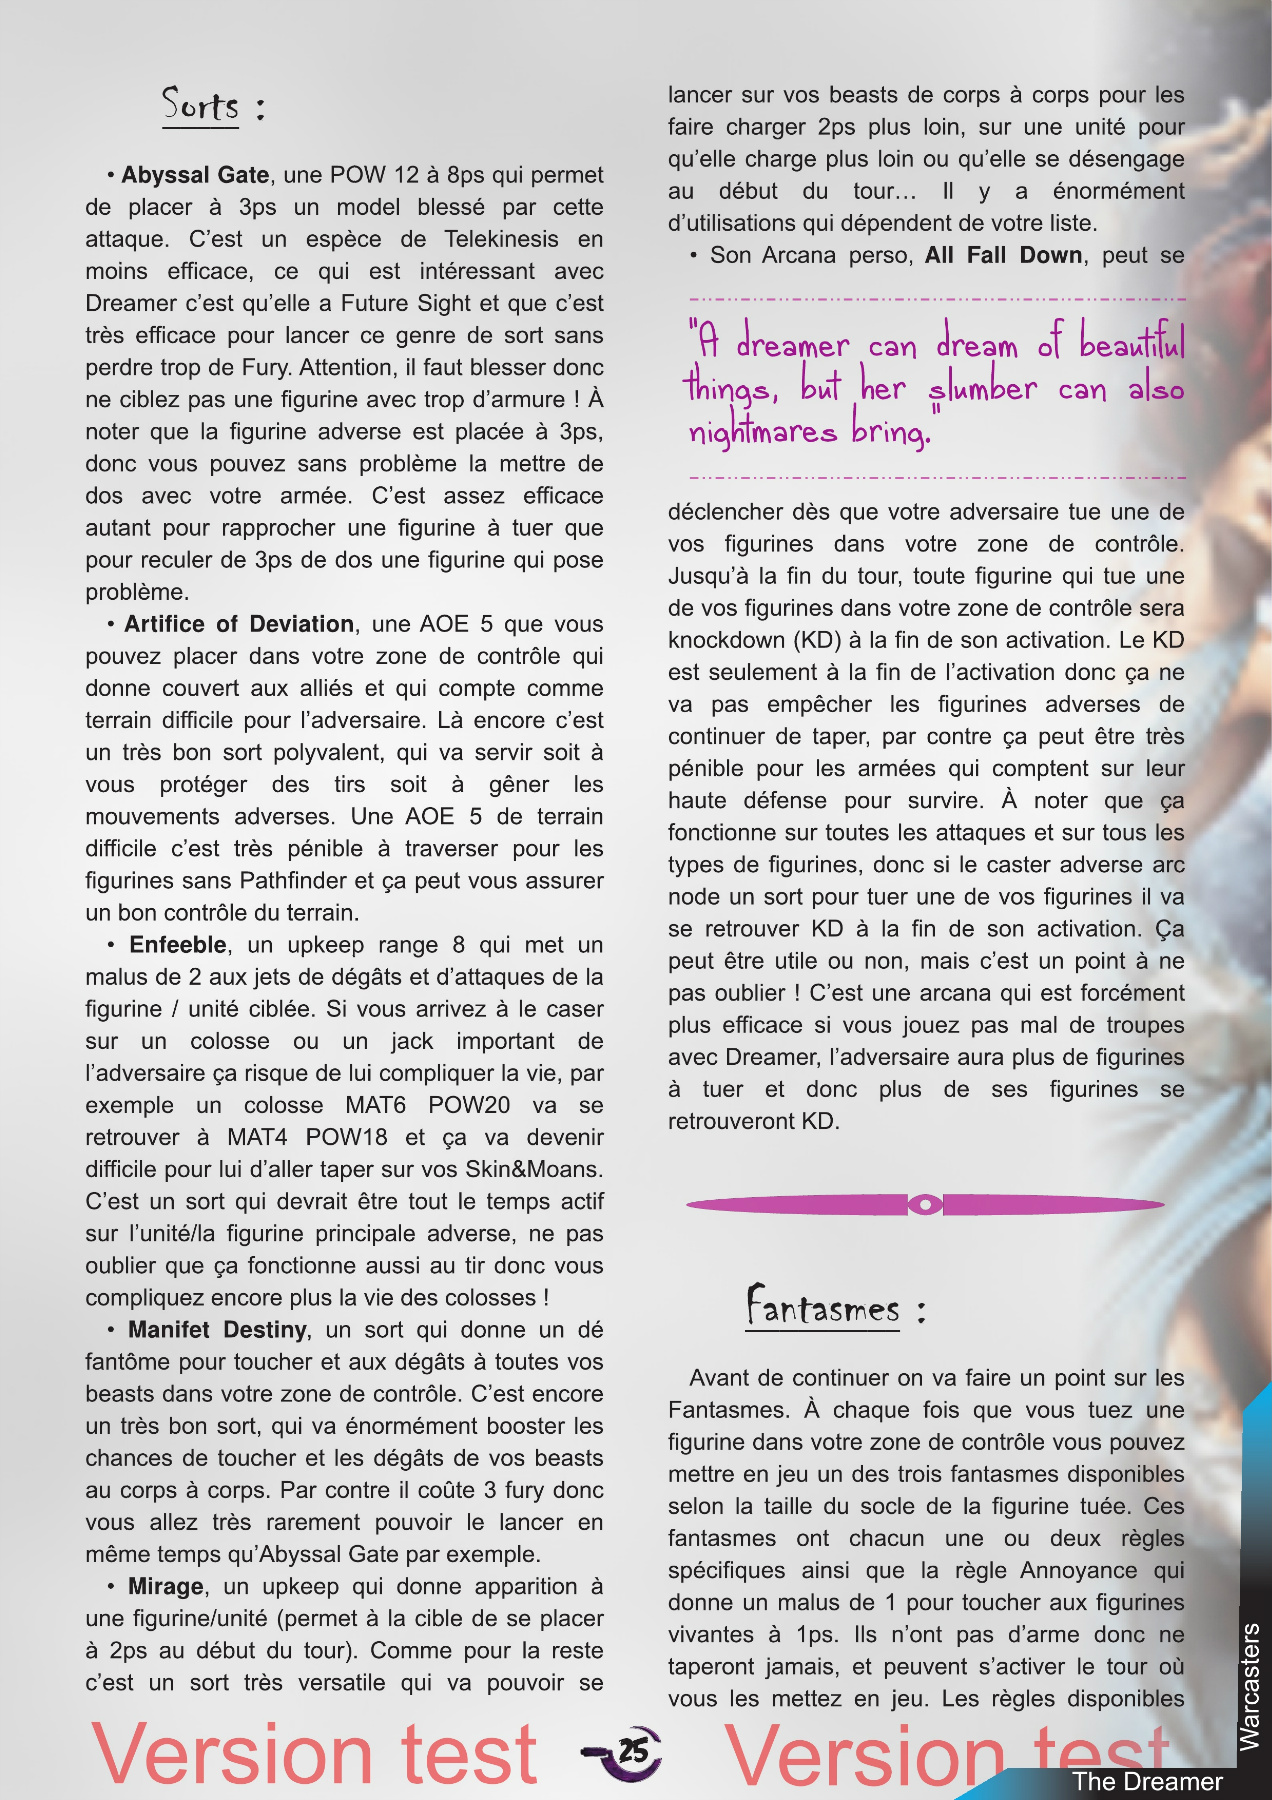 Sorts :
• Abyssal Gate, une POW 12 à 8ps qui permet
de placer à 3ps un model blessé par cette
attaque. C’est un espèce de Telekinesis en
moins efficace, ce qui est intéressant avec
Dreamer c’est qu’elle a Future Sight et que c’est
très efficace pour lancer ce genre de sort sans
perdre trop de Fury. Attention, il faut blesser donc
ne ciblez pas une figurine avec trop d’armure ! À
noter que la figurine adverse est placée à 3ps,
donc vous pouvez sans problème la mettre de
dos avec votre armée. C’est assez efficace
autant pour rapprocher une figurine à tuer que
pour reculer de 3ps de dos une figurine qui pose
problème.
• Artifice of Deviation, une AOE 5 que vous
pouvez placer dans votre zone de contrôle qui
donne couvert aux alliés et qui compte comme
terrain difficile pour l’adversaire. Là encore c’est
un très bon sort polyvalent, qui va servir soit à
vous protéger des tirs soit à gêner les
mouvements adverses. Une AOE 5 de terrain
difficile c’est très pénible à traverser pour les
figurines sans Pathfinder et ça peut vous assurer
un bon contrôle du terrain.
• Enfeeble, un upkeep range 8 qui met un
malus de 2 aux jets de dégâts et d’attaques de la
figurine / unité ciblée. Si vous arrivez à le caser
sur un colosse ou un jack important de
l’adversaire ça risque de lui compliquer la vie, par
exemple un colosse MAT6 POW20 va se
retrouver à MAT4 POW18 et ça va devenir
difficile pour lui d’aller taper sur vos Skin&Moans.
C’est un sort qui devrait être tout le temps actif
sur l’unité/la figurine principale adverse, ne pas
oublier que ça fonctionne aussi au tir donc vous
compliquez encore plus la vie des colosses !
• Manifet Destiny, un sort qui donne un dé
fantôme pour toucher et aux dégâts à toutes vos
beasts dans votre zone de contrôle. C’est encore
un très bon sort, qui va énormément booster les
chances de toucher et les dégâts de vos beasts
au corps à corps. Par contre il coûte 3 fury donc
vous allez très rarement pouvoir le lancer en
même temps qu’Abyssal Gate par exemple.
• Mirage, un upkeep qui donne apparition à
une figurine/unité (permet à la cible de se placer
à 2ps au début du tour). Comme pour la reste
c’est un sort très versatile qui va pouvoir se
lancer sur vos beasts de corps à corps pour les
faire charger 2ps plus loin, sur une unité pour
qu’elle charge plus loin ou qu’elle se désengage
au début du tour… Il y a énormément
d’utilisations qui dépendent de votre liste.
• Son Arcana perso, All Fall Down, peut se
"A dreamer can dream of beautiful
things, but her slumber can also
nightmares bring."
déclencher dès que votre adversaire tue une de
vos figurines dans votre zone de contrôle.
Jusqu’à la fin du tour, toute figurine qui tue une
de vos figurines dans votre zone de contrôle sera
knockdown (KD) à la fin de son activation. Le KD
est seulement à la fin de l’activation donc ça ne
va pas empêcher les figurines adverses de
continuer de taper, par contre ça peut être très
pénible pour les armées qui comptent sur leur
haute défense pour survire. À noter que ça
fonctionne sur toutes les attaques et sur tous les
types de figurines, donc si le caster adverse arc
node un sort pour tuer une de vos figurines il va
se retrouver KD à la fin de son activation. Ça
peut être utile ou non, mais c’est un point à ne
pas oublier ! C’est une arcana qui est forcément
plus efficace si vous jouez pas mal de troupes
avec Dreamer, l’adversaire aura plus de figurines
à tuer et donc plus de ses figurines se
retrouveront KD.
Fantasmes :
Avant de continuer on va faire un point sur les
Fantasmes. À chaque fois que vous tuez une
figurine dans votre zone de contrôle vous pouvez
mettre en jeu un des trois fantasmes disponibles
selon la taille du socle de la figurine tuée. Ces
fantasmes ont chacun une ou deux règles
spécifiques ainsi que la règle Annoyance qui
donne un malus de 1 pour toucher aux figurines
vivantes à 1ps. Ils n’ont pas d’arme donc ne
taperont jamais, et peuvent s’activer le tour où
vous les mettez en jeu. Les règles disponibles
Version test
25
Version test
Warcasters
The Dreamer